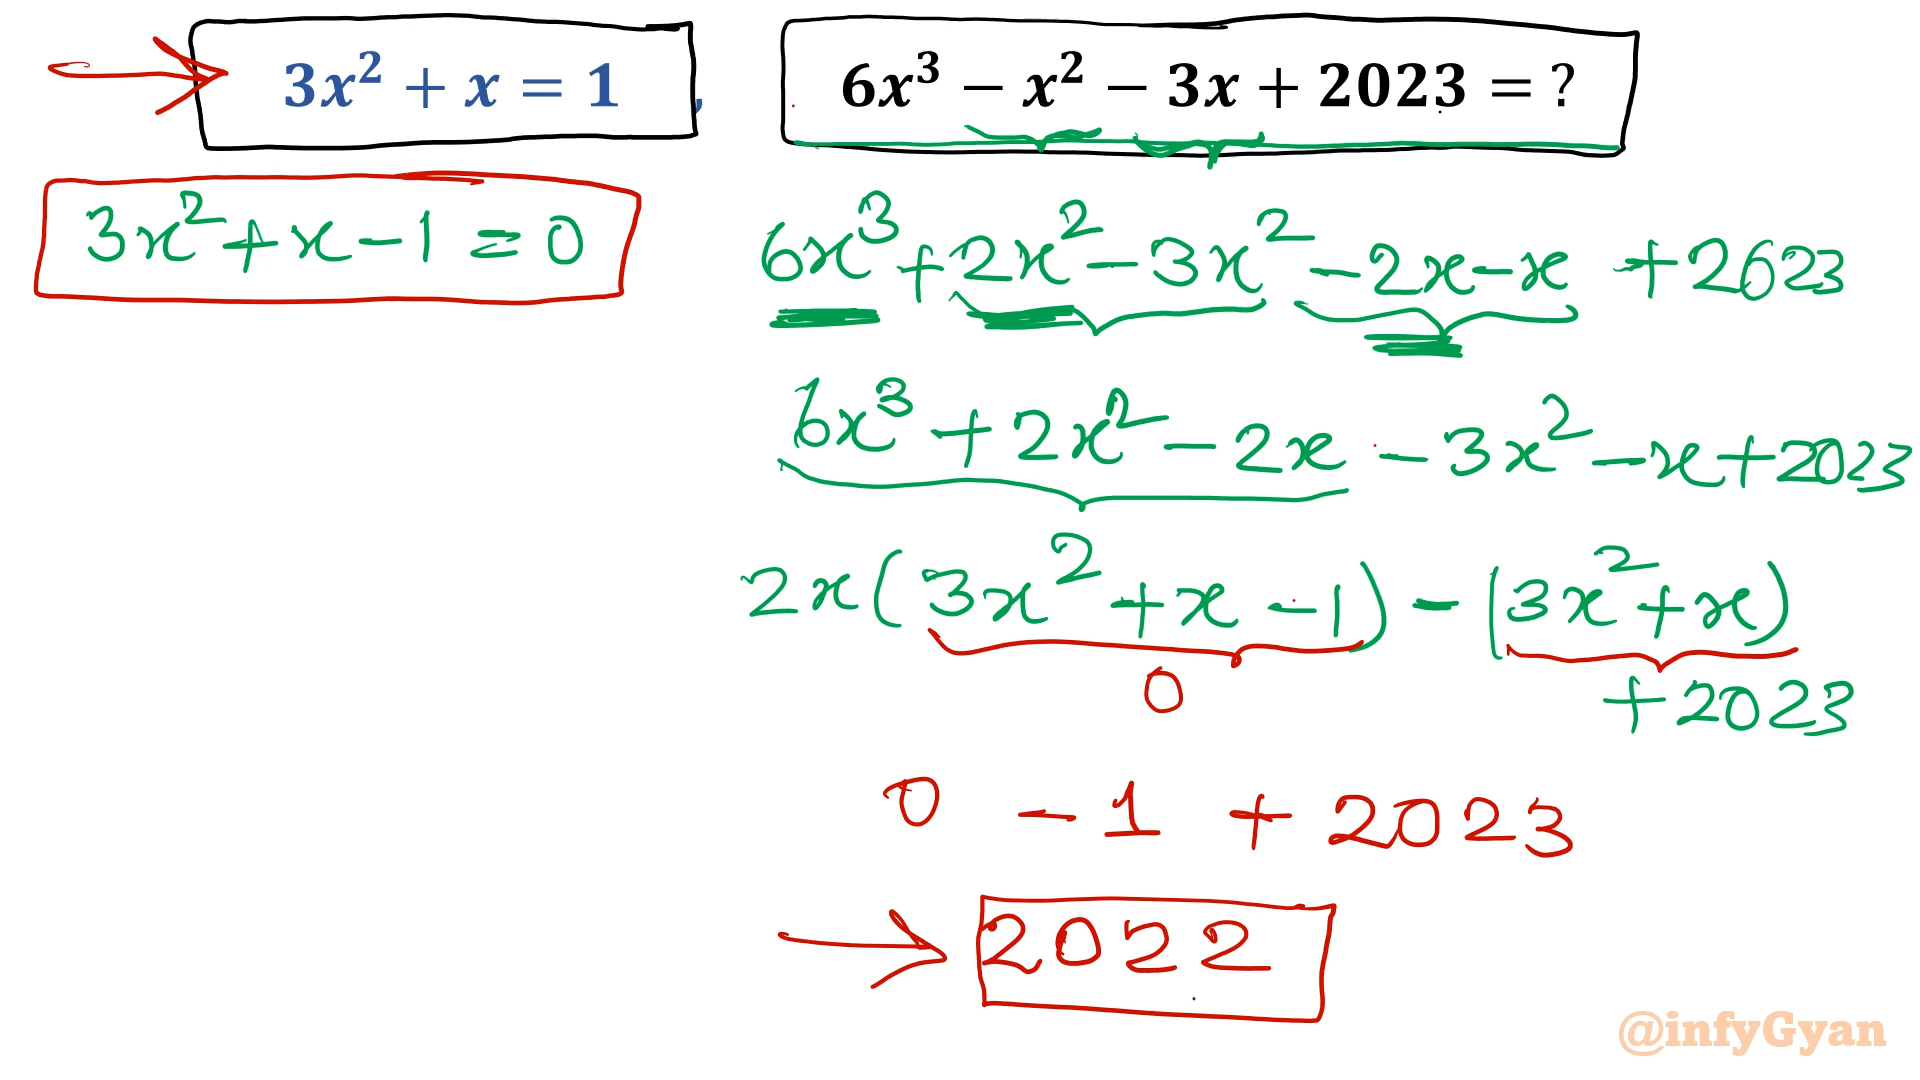 3x² + x = 1,
6x³ − x² − 3x + 2023 = ?
3x² + x − 1 = 0
6x³ + 2x² − 3x² − 2x − x + 2023
6x³ + 2x² − 2x − 3x² − x + 2023
2x(3x² + x − 1) − (3x² + x)
0
+ 2023
0 − 1 + 2023
2022
@infyGyan